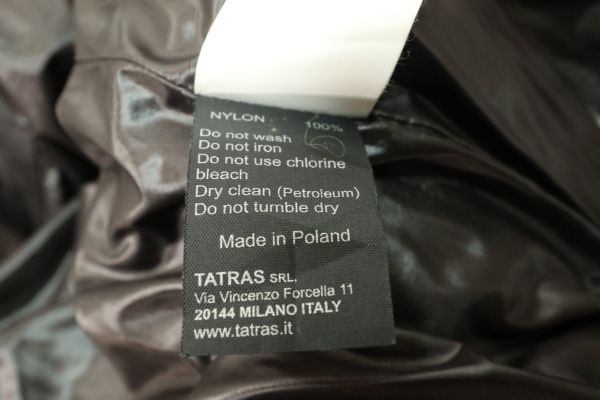 NYLON 100%
Do not wash
Do not iron
Do not use chlorine
bleach
Dry clean (Petroleum)
Do not tumble dry
Made in Poland
TATRAS SRL.
Via Vincenzo Forcella 11
20144 MILANO ITALY
www.tatras.it